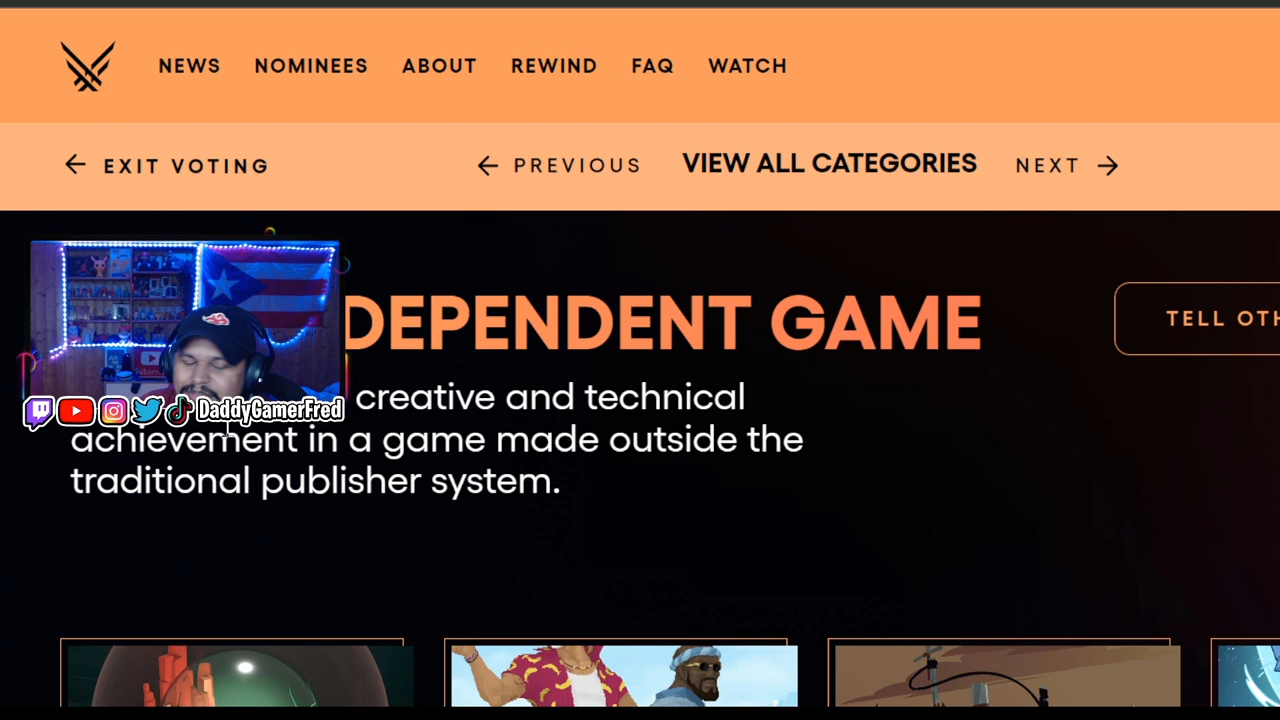 NEWS NOMINEES ABOUT REWIND FAQ WATCH
EXIT VOTING PREVIOUS VIEW ALL CATEGORIES NEXT
DEPENDENT GAME
TELL OTH
creative and technical
DaddyGamerFred
achievement in a game made outside the
traditional publisher system.